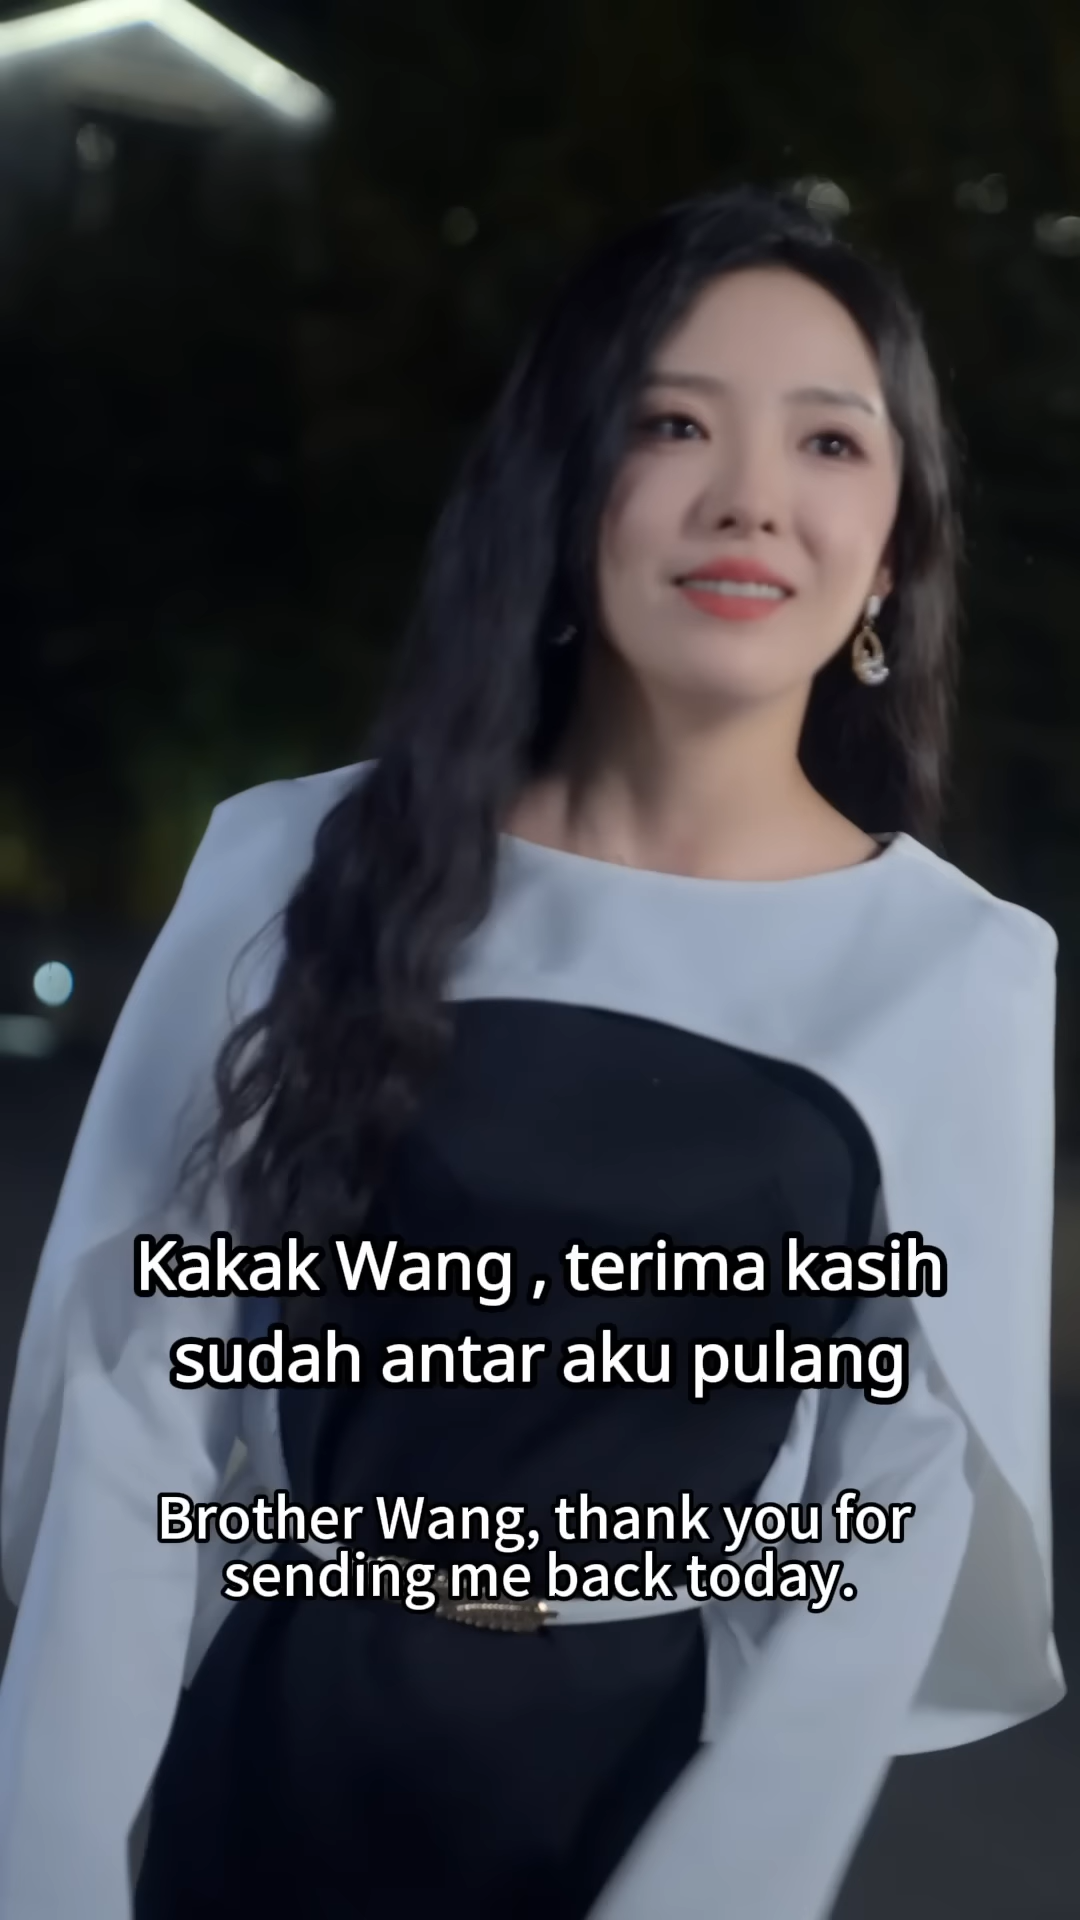 Kakak Wang , terima kasih
sudah antar aku pulang
Brother Wang, thank you for
sending me back today.